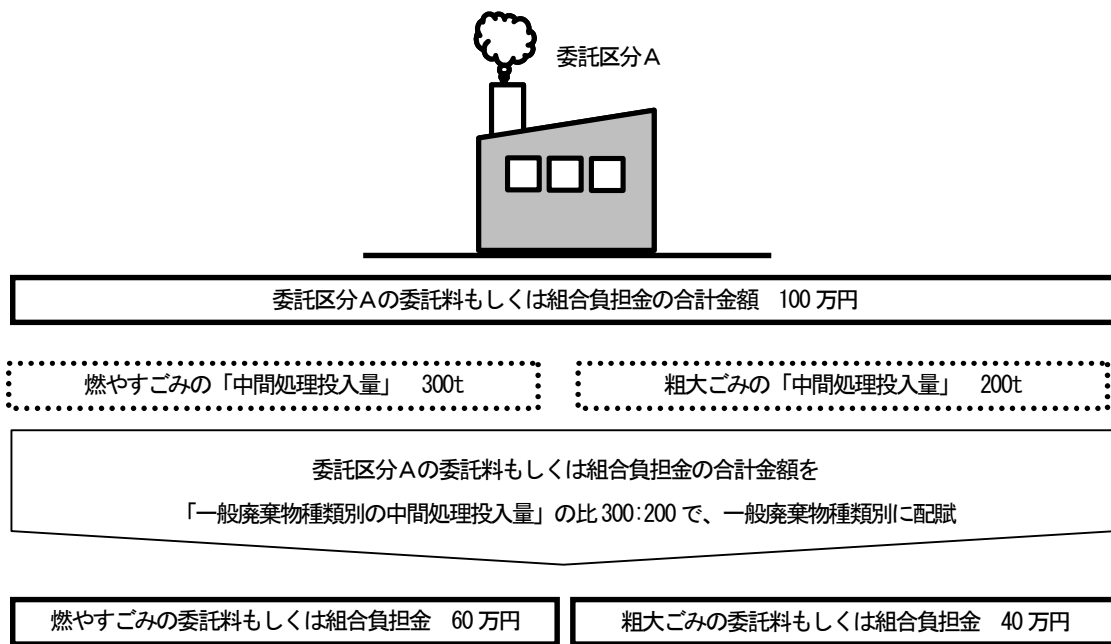 委託区分A
委託区分Aの委託料もしくは組合負担金の合計金額　100 万円
燃やすごみの「中間処理投入量」　300t
粗大ごみの「中間処理投入量」　200t
委託区分Aの委託料もしくは組合負担金の合計金額を
「一般廃棄物種類別の中間処理投入量」の比 300:200 で、一般廃棄物種類別に配賦
燃やすごみの委託料もしくは組合負担金　60 万円
粗大ごみの委託料もしくは組合負担金　40 万円